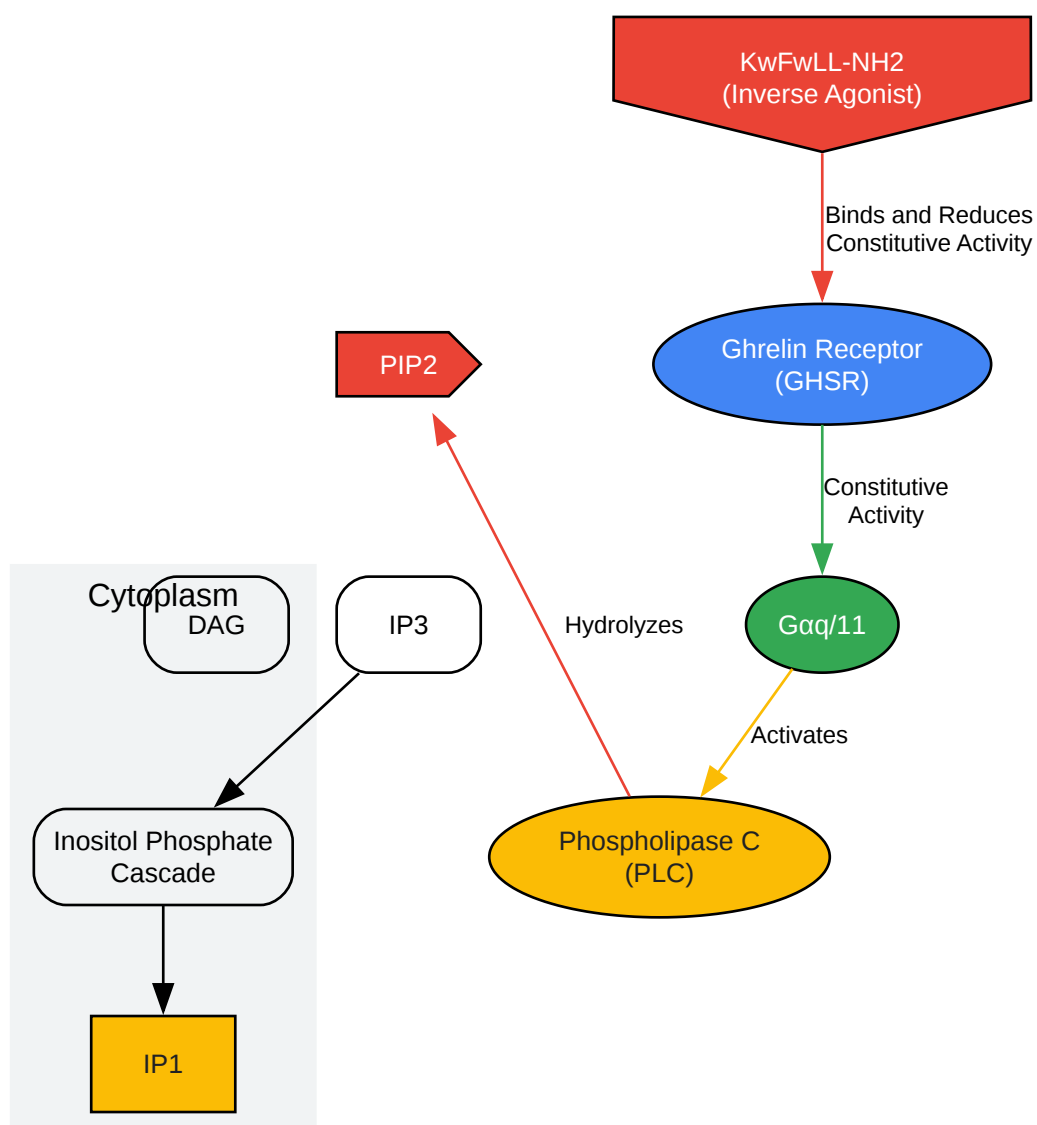 KwFwLL-NH2
(Inverse Agonist)
Binds and Reduces
Constitutive Activity
PIP2
Ghrelin Receptor
(GHSR)
Constitutive
Activity
Cytoplasm
DAG
IP3
Hydrolyzes
Gαq/11
Activates
Inositol Phosphate
Cascade
Phospholipase C
(PLC)
IP1